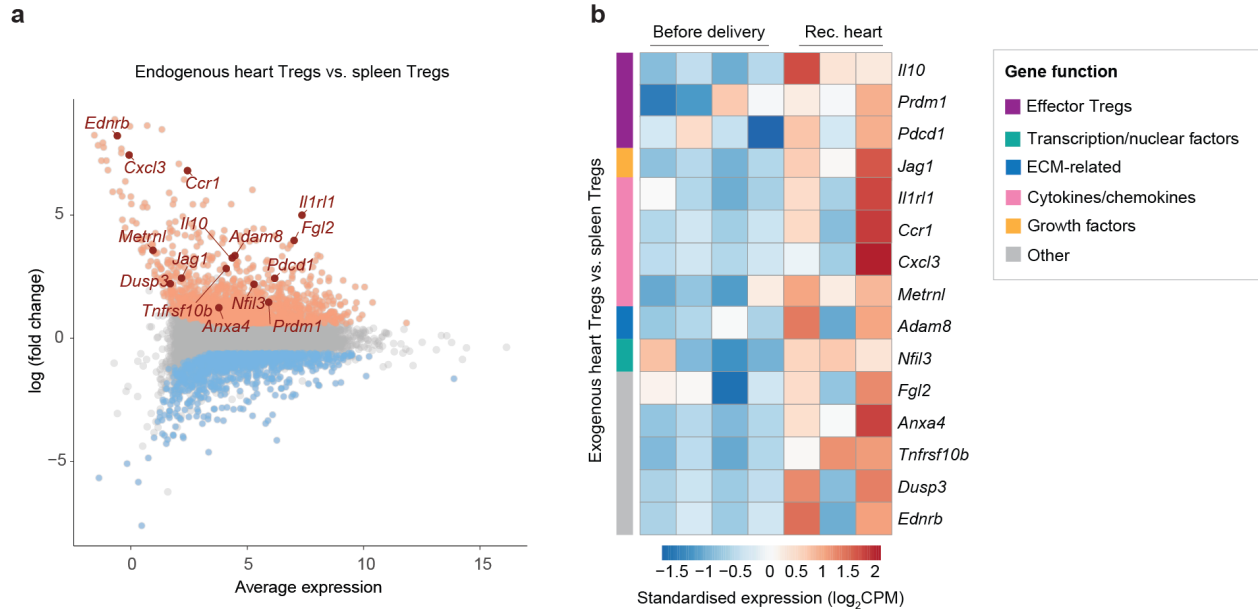 a
Endogenous heart Tregs vs. spleen Tregs
log (fold change)
5
0
−5
0
5
10
15
Average expression
Ednrb
Cxcl3
Ccr1
Il1rl1
Il10
Fgl2
Metrnl
Adam8
Jag1
Pdcd1
Dusp3
Tnfrsf10b
Nfil3
Anxa4
Prdm1
b
Before delivery
Rec. heart
Exogenous heart Tregs vs. spleen Tregs
Il10
Prdm1
Pdcd1
Jag1
Il1rl1
Ccr1
Cxcl3
Metrnl
Adam8
Nfil3
Fgl2
Anxa4
Tnfrsf10b
Dusp3
Ednrb
−1.5 −1 −0.5 0 0.5 1 1.5 2
Standardised expression (log₂CPM)
Gene function
Effector Tregs
Transcription/nuclear factors
ECM-related
Cytokines/chemokines
Growth factors
Other